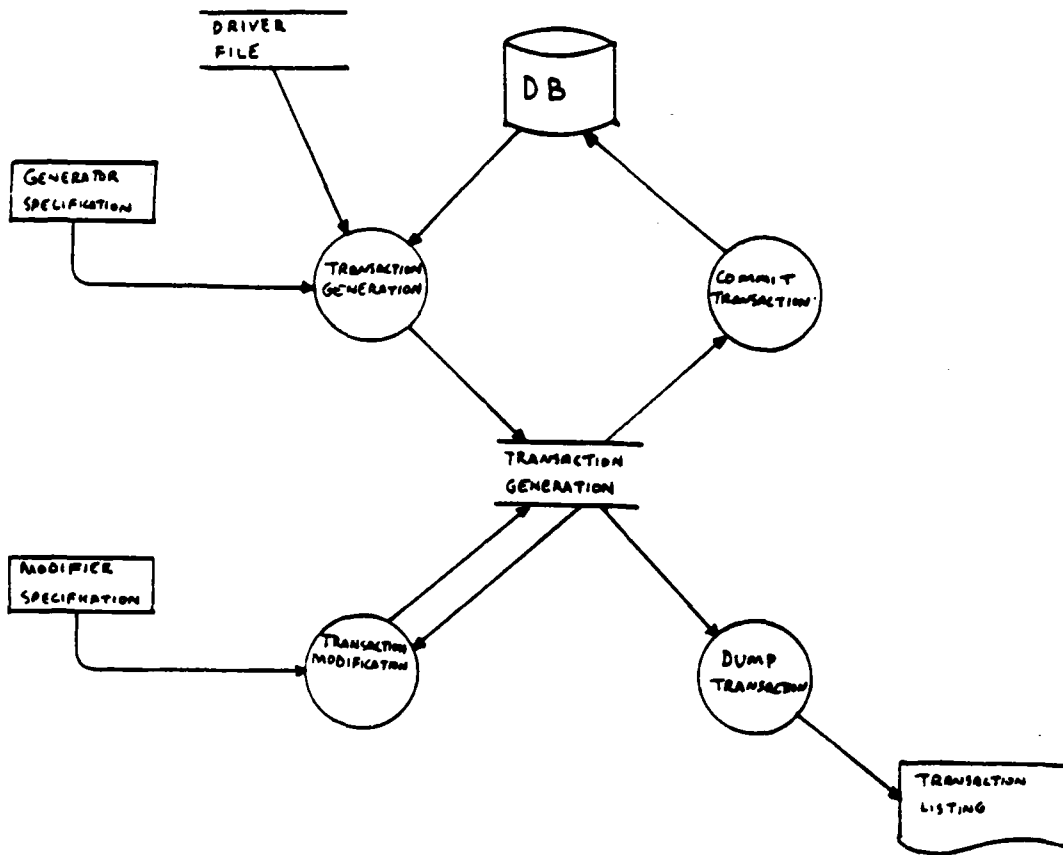 DRIVER
FILE
DB
GENERATOR
SPECIFICATION
TRANSACTION
GENERATION
COMMIT
TRANSACTION
TRANSACTION
GENERATION
MODIFIER
SPECIFICATION
TRANSACTION
MODIFICATION
DUMP
TRANSACTION
TRANSACTION
LISTING